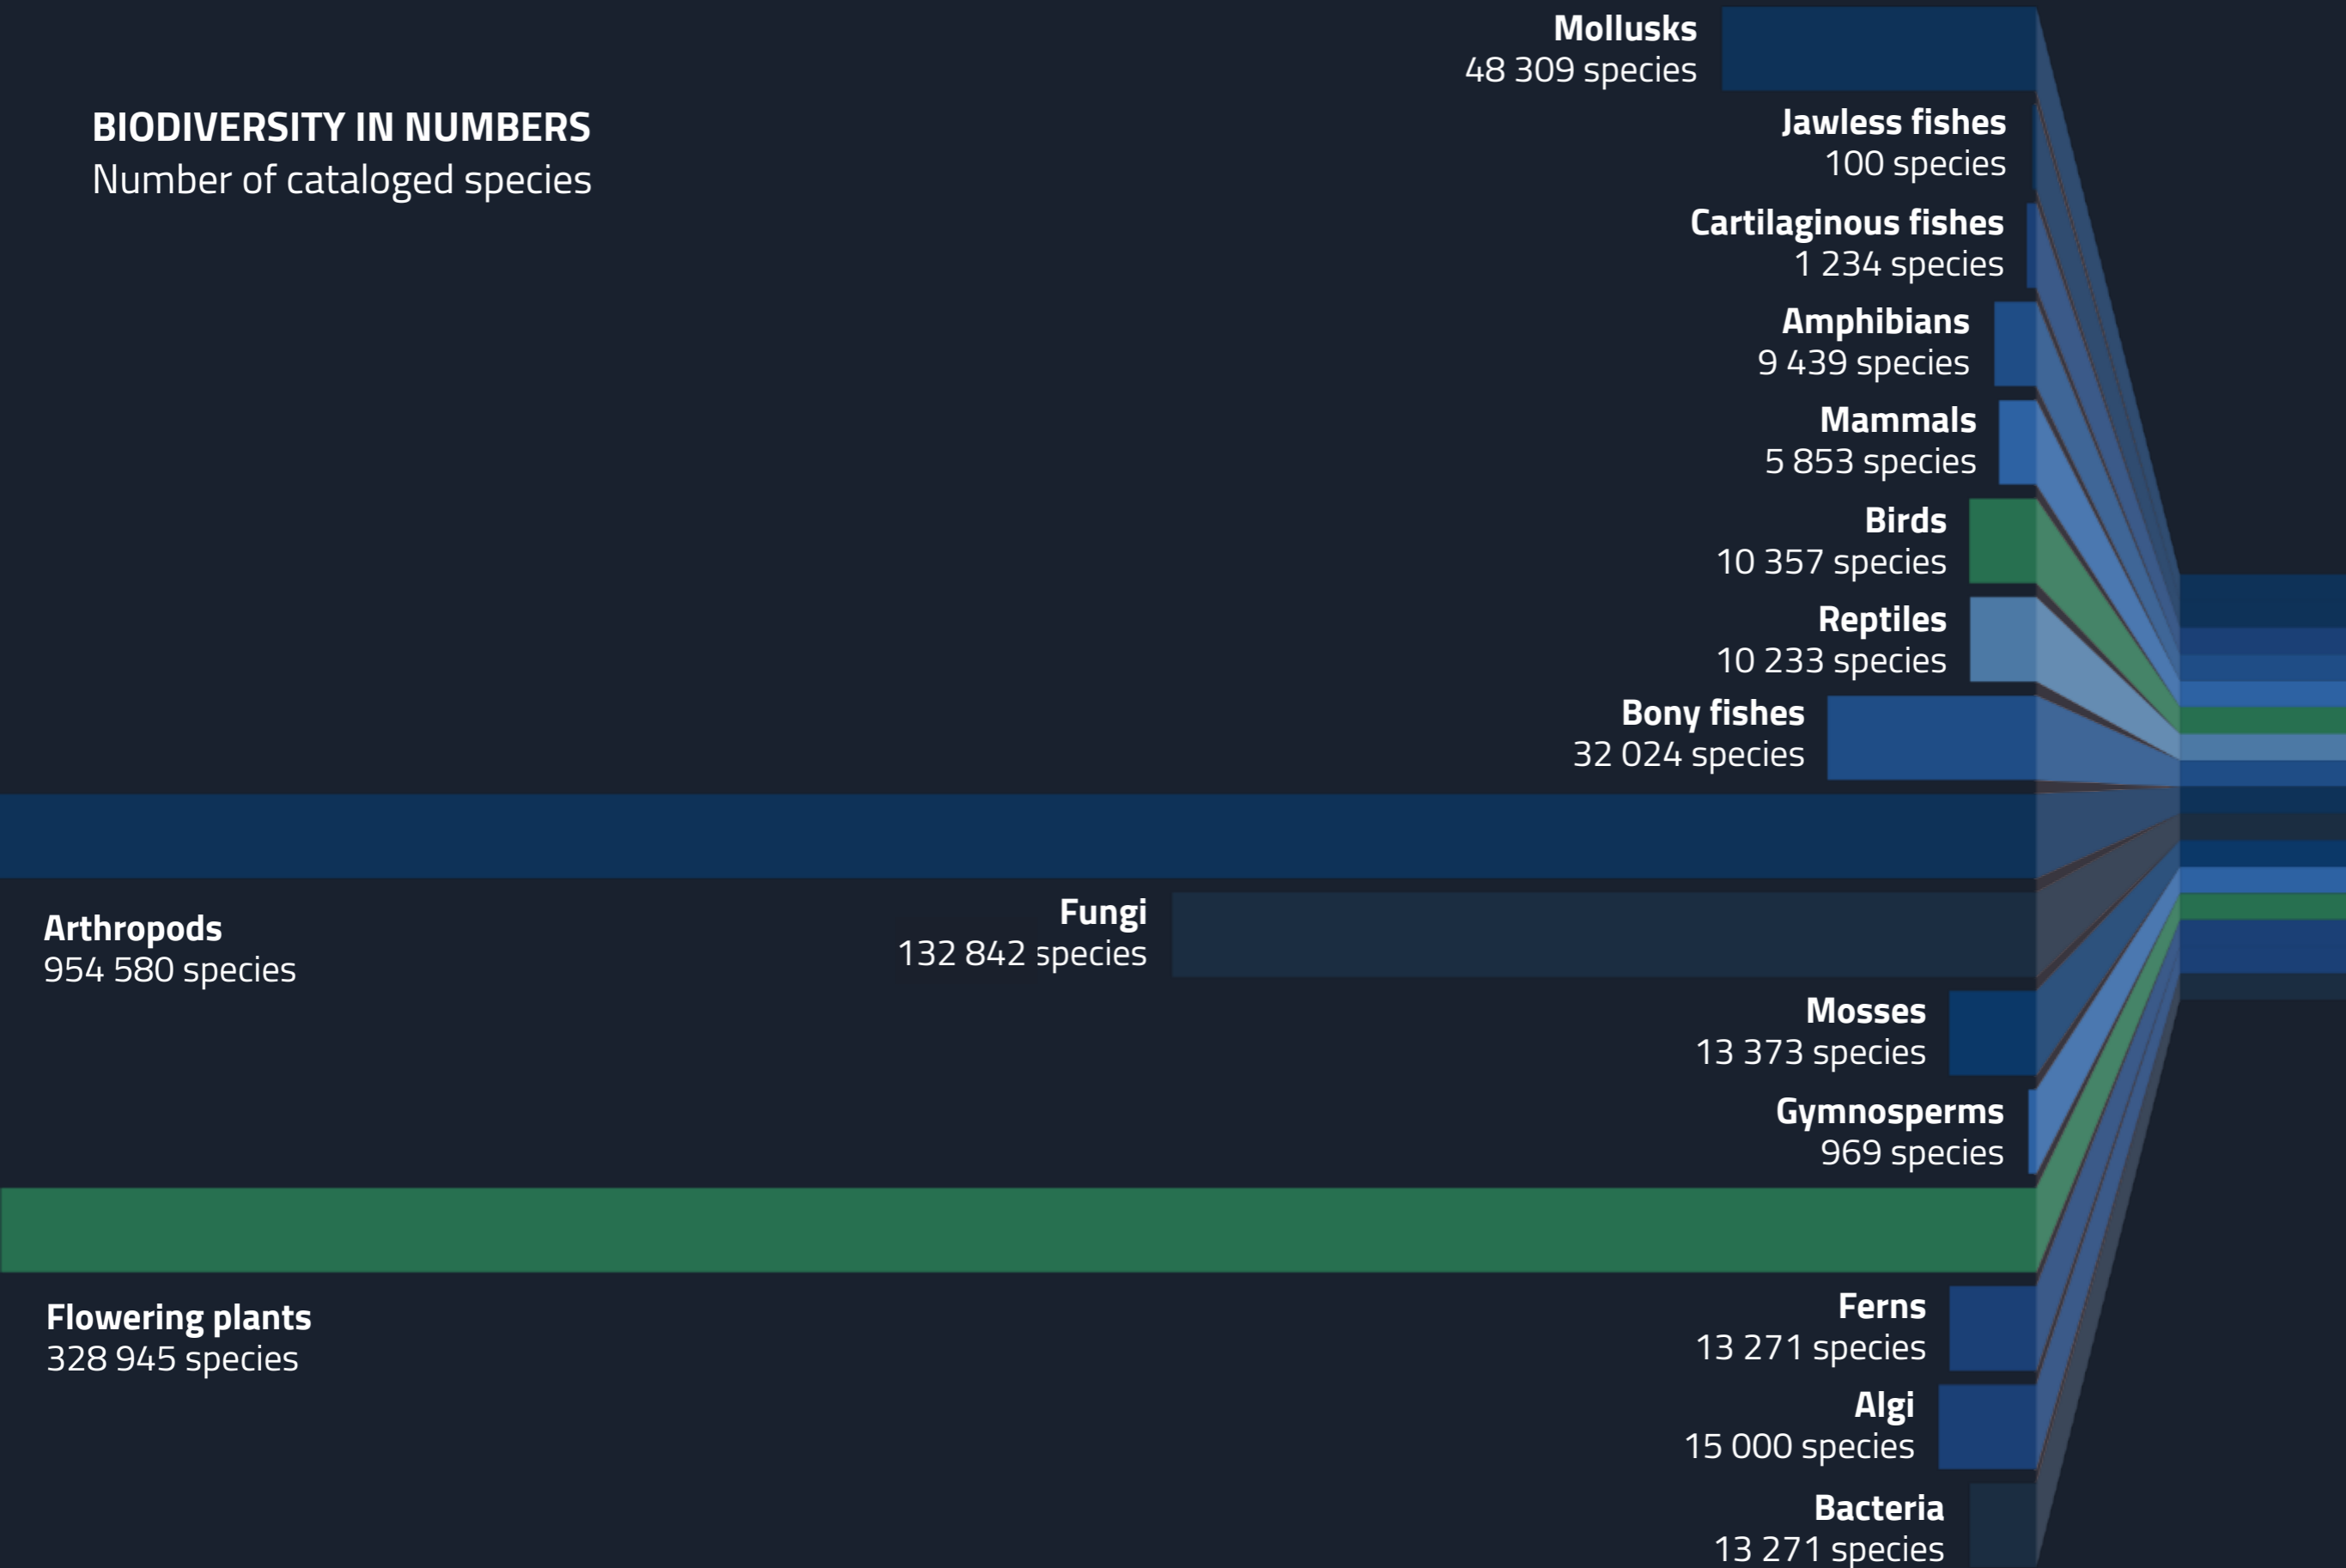 BIODIVERSITY IN NUMBERS
Number of cataloged species
Mollusks
48 309 species
Jawless fishes
100 species
Cartilaginous fishes
1 234 species
Amphibians
9 439 species
Mammals
5 853 species
Birds
10 357 species
Reptiles
10 233 species
Bony fishes
32 024 species
Arthropods
954 580 species
Fungi
132 842 species
Mosses
13 373 species
Gymnosperms
969 species
Flowering plants
328 945 species
Ferns
13 271 species
Algi
15 000 species
Bacteria
13 271 species